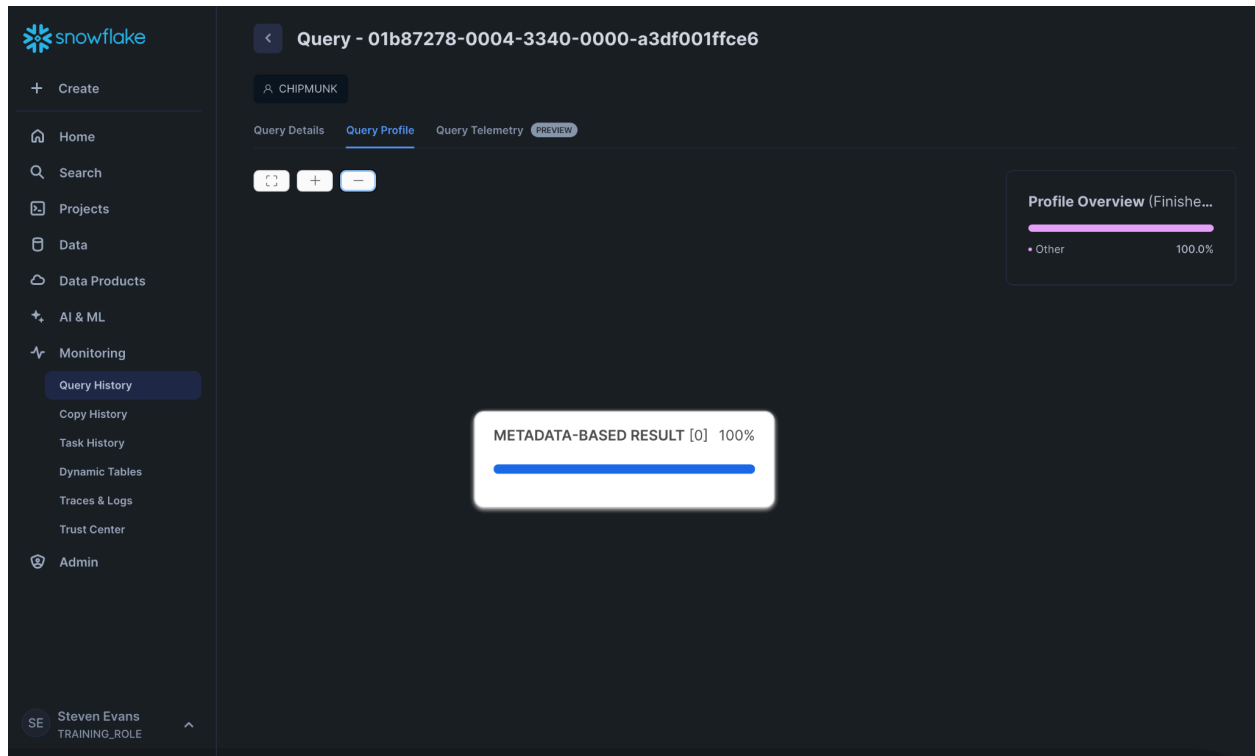 snowflake
Create
Home
Search
Projects
Data
Data Products
AI & ML
Monitoring
Query History
Copy History
Task History
Dynamic Tables
Traces & Logs
Trust Center
Admin
SE
Steven Evans
TRAINING_ROLE
Query - 01b87278-0004-3340-0000-a3df001ffce6
CHIPMUNK
Query Details Query Profile Query Telemetry PREVIEW
Profile Overview (Finishe...
Other 100.0%
METADATA-BASED RESULT [0] 100%